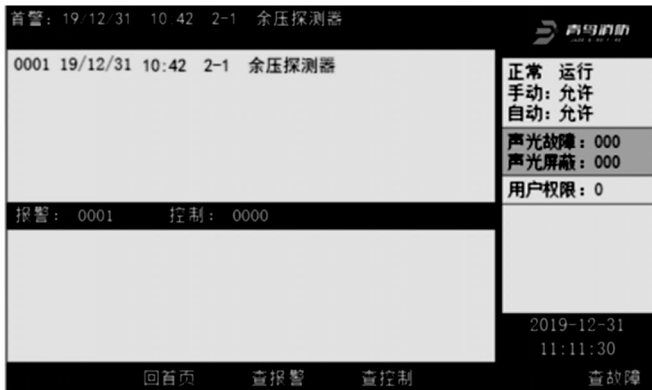 首警: 19/12/31 10:42 2-1 余压探测器
青鸟消防
0001 19/12/31 10:42 2-1 余压探测器
正常 运行
手动: 允许
自动: 允许
声光故障: 000
声光屏蔽: 000
用户权限: 0
报警: 0001 控制: 0000
2019-12-31
11:11:30
回首页 查报警 查控制 查故障